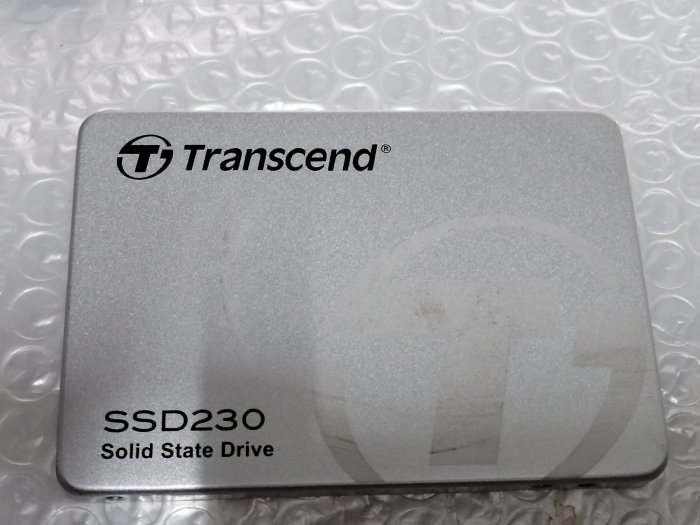 Transcend®
SSD230
Solid State Drive